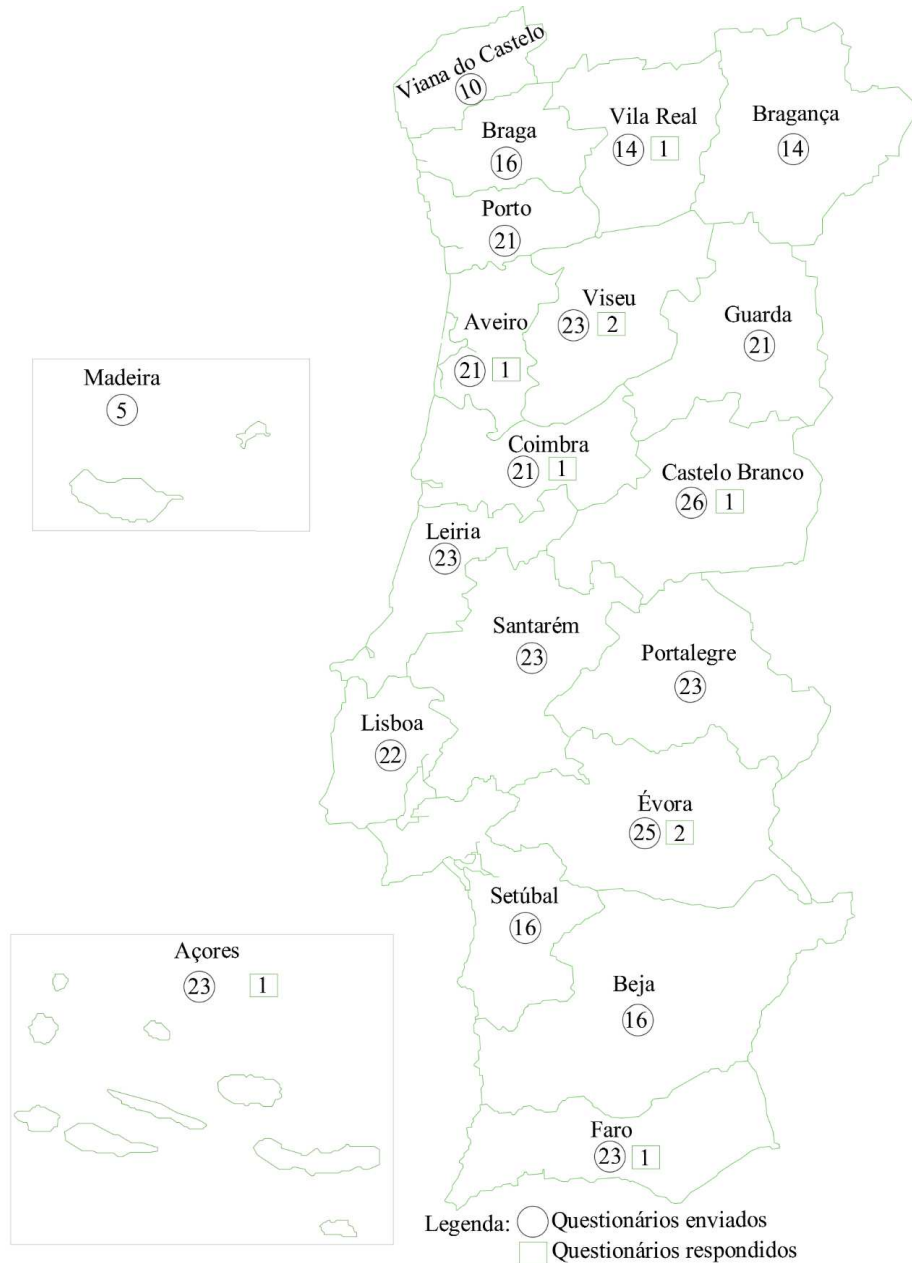 Viana do Castelo
10
Braga
16
Vila Real
14 1
Bragança
14
Porto
21
Aveiro
21 1
Viseu
23 2
Guarda
21
Madeira
5
Coimbra
21 1
Castelo Branco
26 1
Leiria
23
Santarém
23
Portalegre
23
Lisboa
22
Évora
25 2
Setúbal
16
Açores
23 1
Beja
16
Faro
23 1
Legenda: Questionários enviados
Questionários respondidos